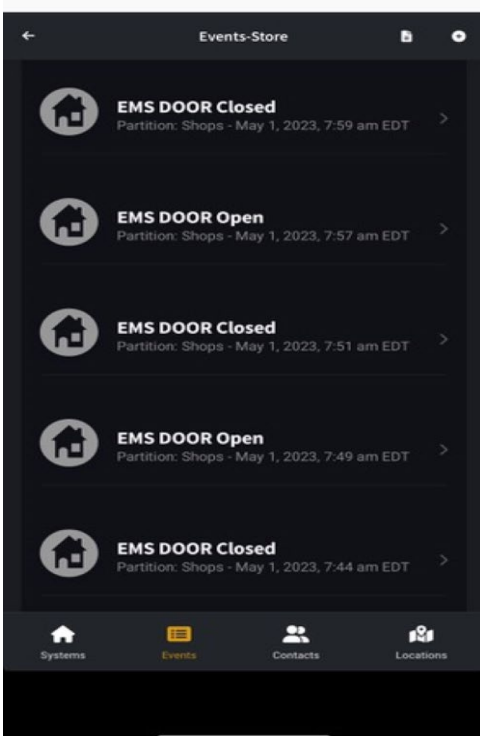 Events-Store
EMS DOOR Closed
Partition: Shops - May 1, 2023, 7:59 am EDT
EMS DOOR Open
Partition: Shops - May 1, 2023, 7:57 am EDT
EMS DOOR Closed
Partition: Shops - May 1, 2023, 7:51 am EDT
EMS DOOR Open
Partition: Shops - May 1, 2023, 7:49 am EDT
EMS DOOR Closed
Partition: Shops - May 1, 2023, 7:44 am EDT
Systems Events Contacts Locations